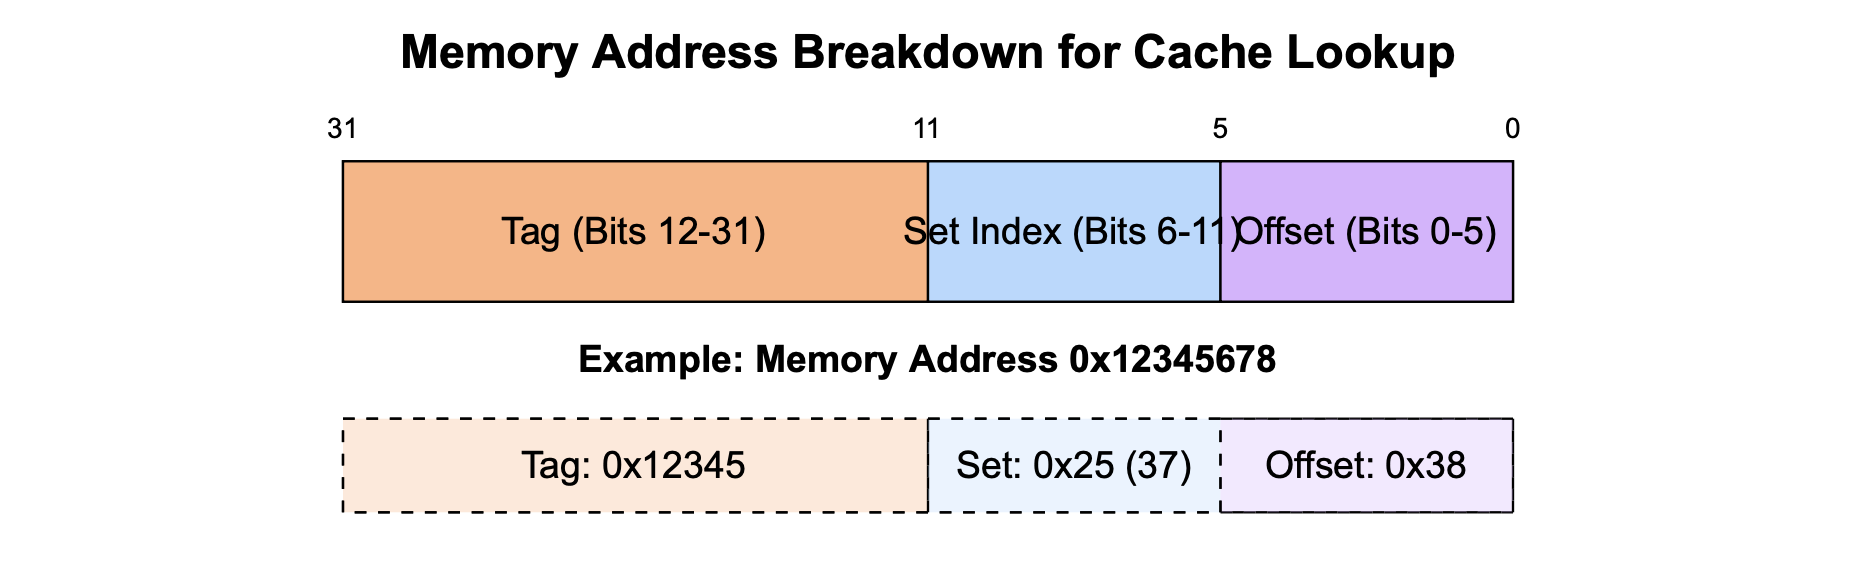 Memory Address Breakdown for Cache Lookup
31 11 5 0
Tag (Bits 12-31) Set Index (Bits 6-11) Offset (Bits 0-5)
Example: Memory Address 0x12345678
Tag: 0x12345 Set: 0x25 (37) Offset: 0x38